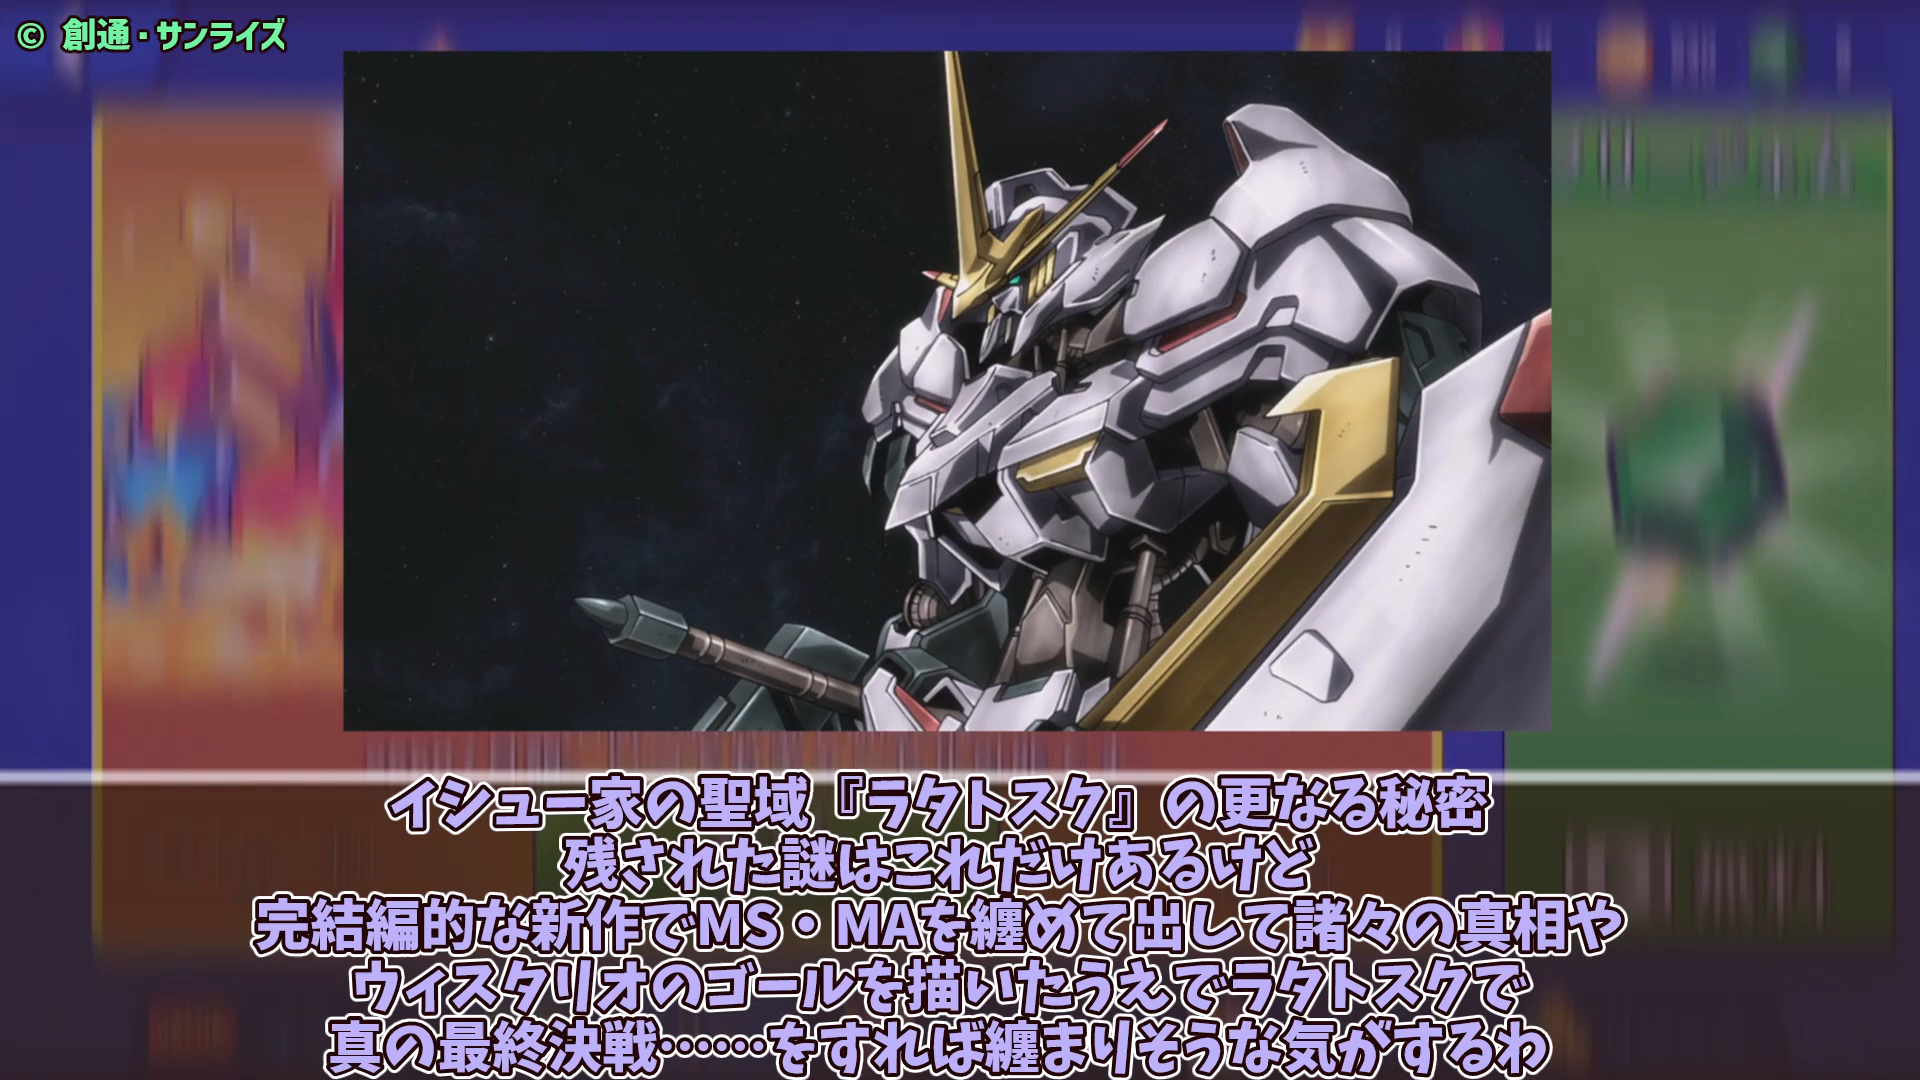 © 創通・サンライズ
イシュー家の聖域『ラタトスク』の更なる秘密
残された謎はこれだけあるけど
完結編的な新作でMS・MAを纏めて出して諸々の真相や
ウィスタリオのゴールを描いたうえでラタトスクで
真の最終決戦……をすれば纏まりそうな気がするわ